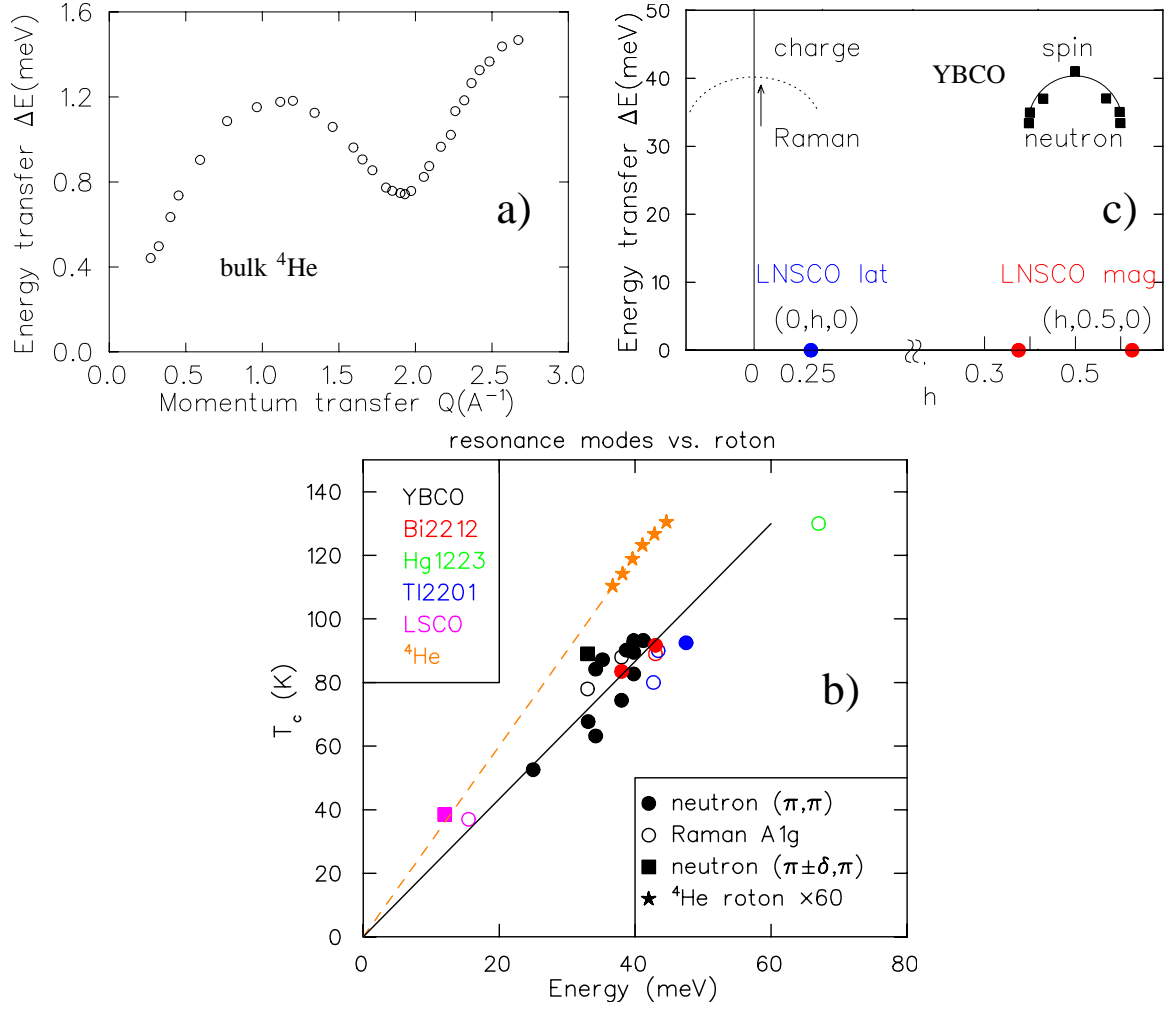 1.6
1.2
0.8
0.4
0.0
Energy transfer ΔE(meV)
a)
bulk ⁴He
0.0 0.5 1.0 1.5 2.0 2.5 3.0
Momentum transfer Q(A⁻¹)
50
40
30
20
10
0
Energy transfer ΔE(meV)
charge
spin
YBCO
Raman
neutron
c)
LNSCO lat
LNSCO mag
(0,h,0)
(h,0.5,0)
0 0.25 0.3 0.5
h
resonance modes vs. roton
140
120
100
80
60
40
20
0
T_c (K)
YBCO
Bi2212
Hg1223
Tl2201
LSCO
⁴He
b)
neutron (π,π)
Raman A1g
neutron (π±δ,π)
⁴He roton ×60
0 20 40 60 80
Energy (meV)